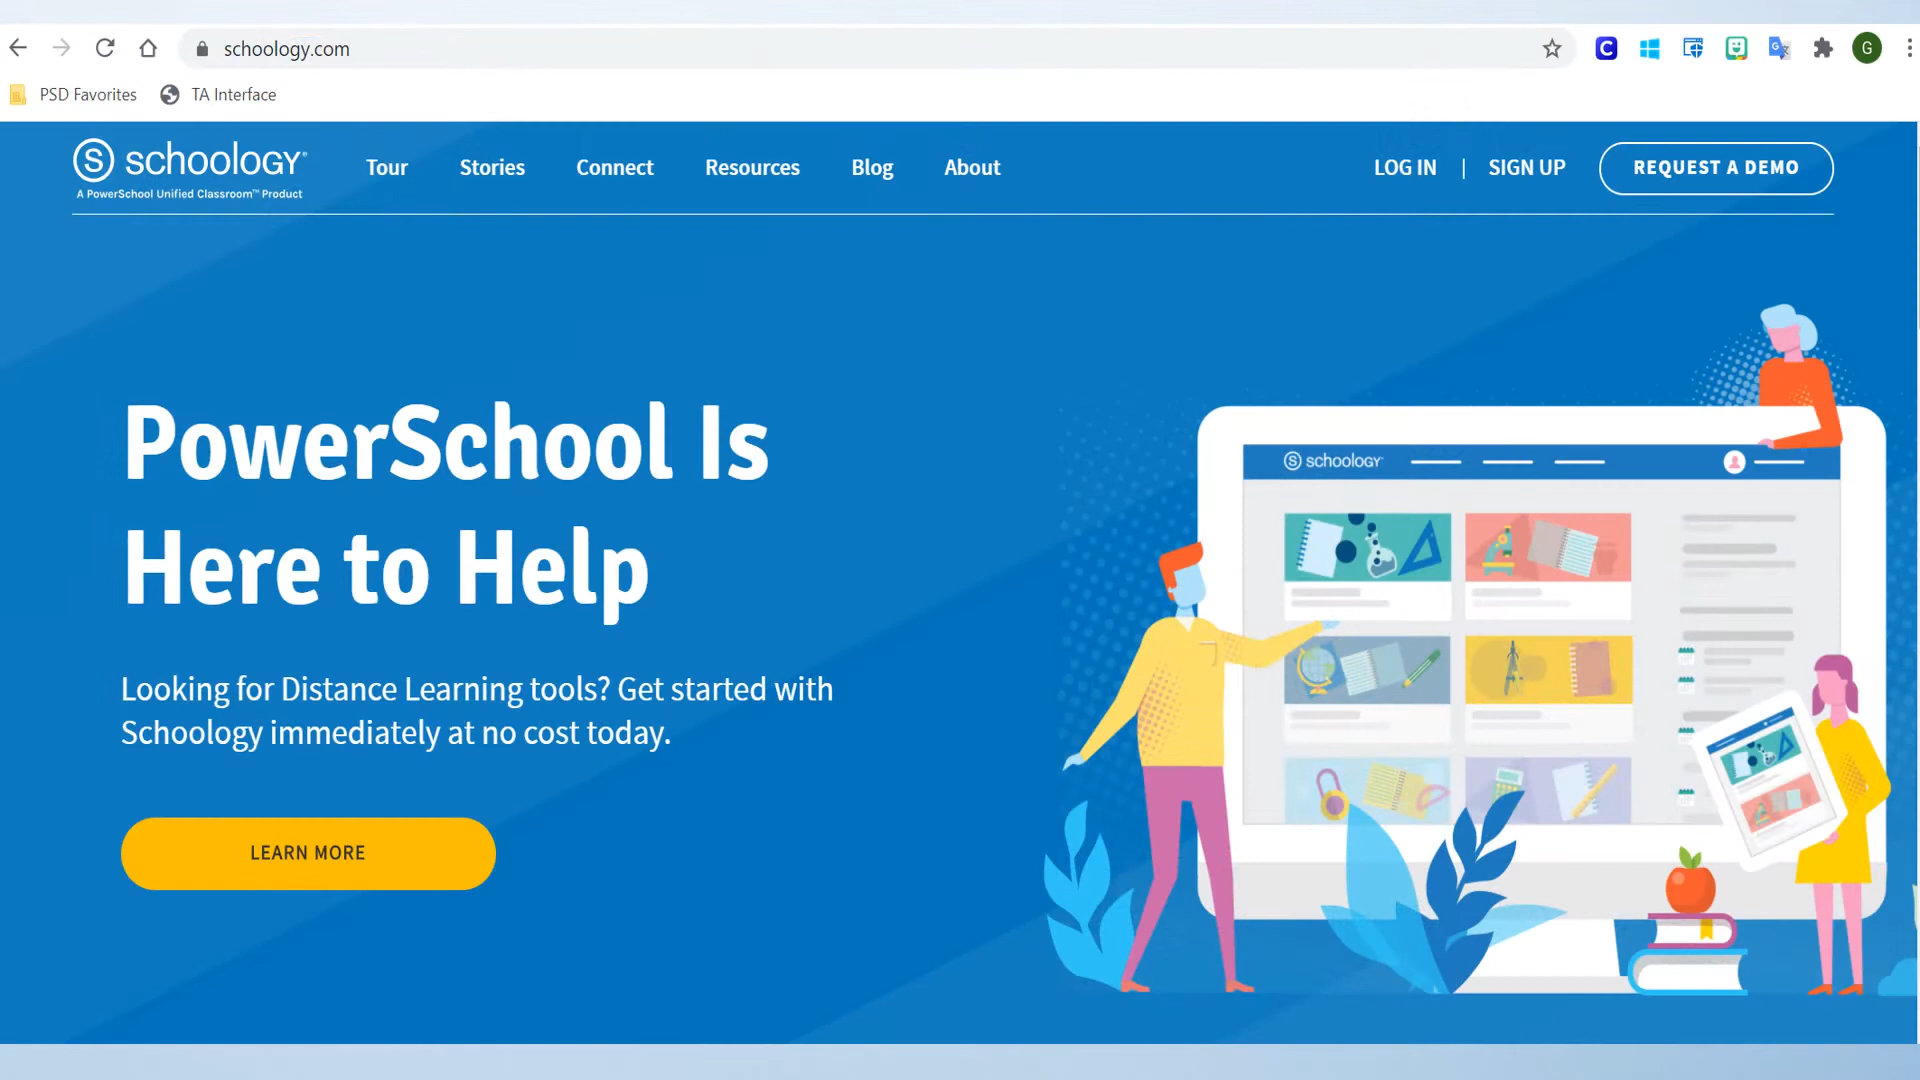 schoology.com
G
PSD Favorites TA Interface
S schoology®
A PowerSchool Unified Classroom™ Product
Tour Stories Connect Resources Blog About
LOG IN | SIGN UP REQUEST A DEMO
PowerSchool Is
Here to Help
Looking for Distance Learning tools? Get started with
Schoology immediately at no cost today.
LEARN MORE
S schoology